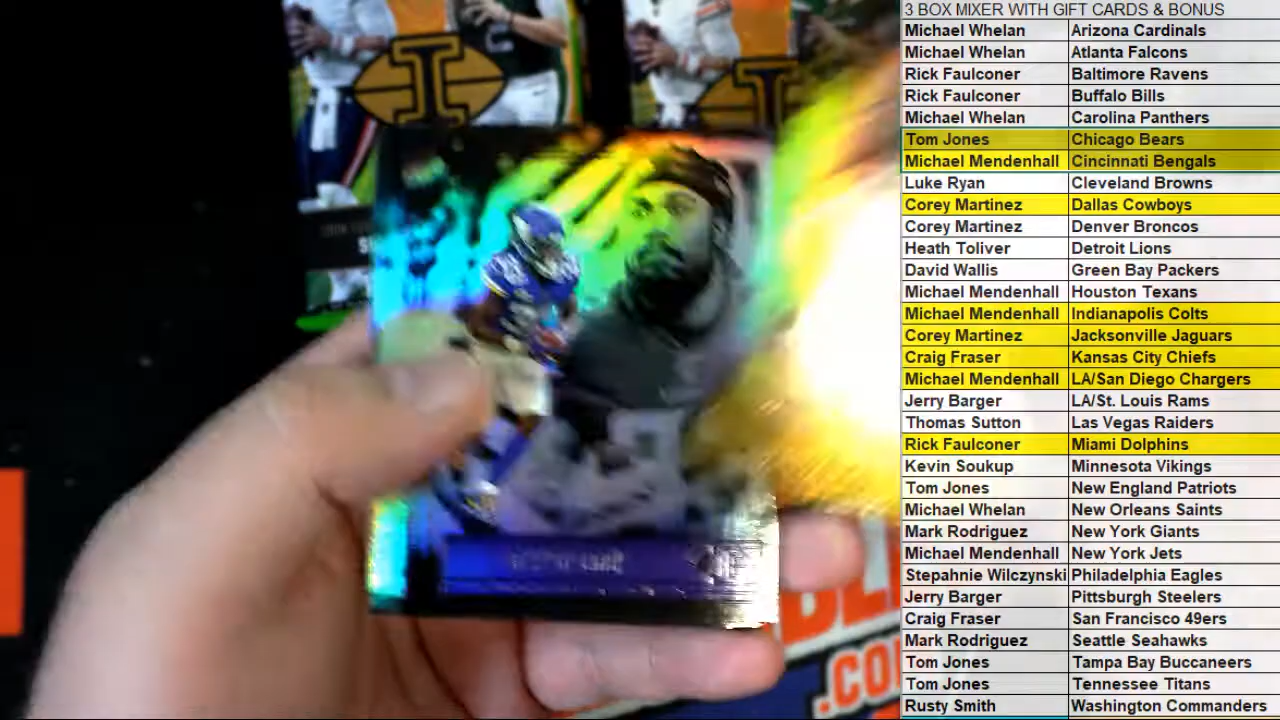 3 BOX MIXER WITH GIFT CARDS & BONUS
Michael Whelan Arizona Cardinals
Michael Whelan Atlanta Falcons
Rick Faulconer Baltimore Ravens
Rick Faulconer Buffalo Bills
Michael Whelan Carolina Panthers
Tom Jones Chicago Bears
Michael Mendenhall Cincinnati Bengals
Luke Ryan Cleveland Browns
Corey Martinez Dallas Cowboys
Corey Martinez Denver Broncos
Heath Toliver Detroit Lions
David Wallis Green Bay Packers
Michael Mendenhall Houston Texans
Michael Mendenhall Indianapolis Colts
Corey Martinez Jacksonville Jaguars
Craig Fraser Kansas City Chiefs
Michael Mendenhall LA/San Diego Chargers
Jerry Barger LA/St. Louis Rams
Thomas Sutton Las Vegas Raiders
Rick Faulconer Miami Dolphins
Kevin Soukup Minnesota Vikings
Tom Jones New England Patriots
Michael Whelan New Orleans Saints
Mark Rodriguez New York Giants
Michael Mendenhall New York Jets
Stepahnie Wilczynski Philadelphia Eagles
Jerry Barger Pittsburgh Steelers
Craig Fraser San Francisco 49ers
Mark Rodriguez Seattle Seahawks
Tom Jones Tampa Bay Buccaneers
Tom Jones Tennessee Titans
Rusty Smith Washington Commanders
I
.CO